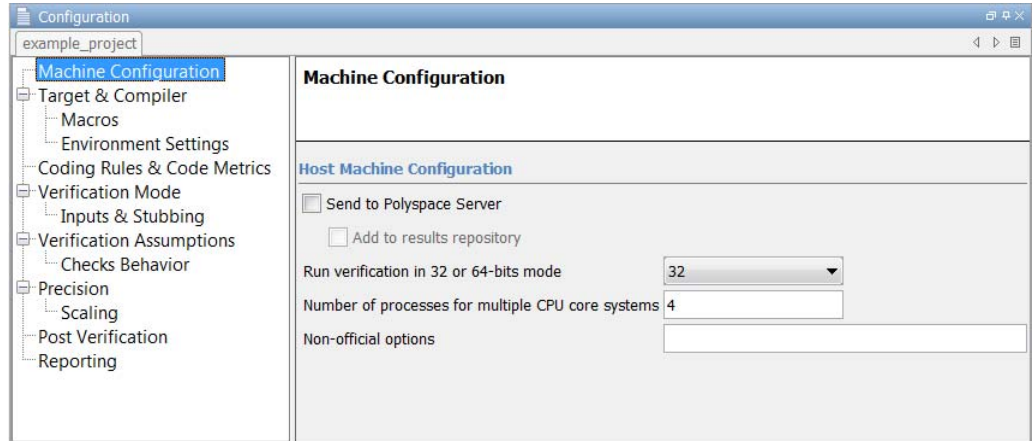 Configuration
example_project
Machine Configuration
Target & Compiler
Macros
Environment Settings
Coding Rules & Code Metrics
Verification Mode
Inputs & Stubbing
Verification Assumptions
Checks Behavior
Precision
Scaling
Post Verification
Reporting
Machine Configuration
Host Machine Configuration
Send to Polyspace Server
Add to results repository
Run verification in 32 or 64-bits mode 32
Number of processes for multiple CPU core systems 4
Non-official options